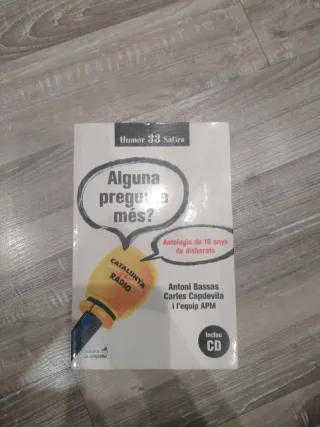 Humor 33 Sàtira
Alguna
pregunta
més?
Antologia de 10 anys
de disbarats
CATALUNYA
RÀDIO
Antoni Bassas
Carles Capdevila
i l'equip APM
Inclou
CD